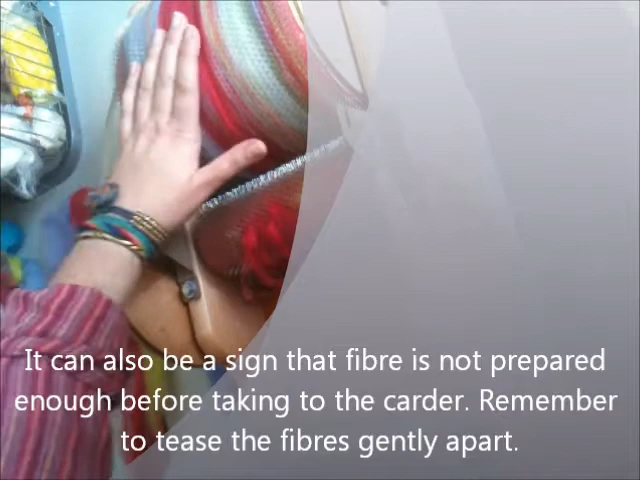 It can also be a sign that fibre is not prepared
enough before taking to the carder. Remember
to tease the fibres gently apart.